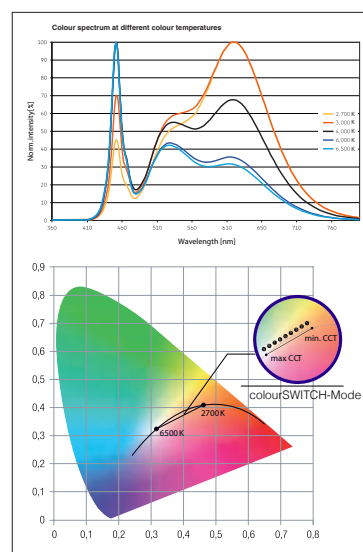 Colour spectrum at different colour temperatures
Norm.intensity[%]
100
90
80
70
60
50
40
30
20
10
0
2,700 K
3,000 K
4,000 K
6,000 K
6,500 K
360 410 460 510 560 610 660 710 760
Wavelength [nm]
0,9
0,8
0,7
0,6
0,5
0,4
0,3
0,2
0,1
0
min. CCT
max CCT
colourSWITCH-Mode
2700K
6500K
0 0,1 0,2 0,3 0,4 0,5 0,6 0,7 0,8